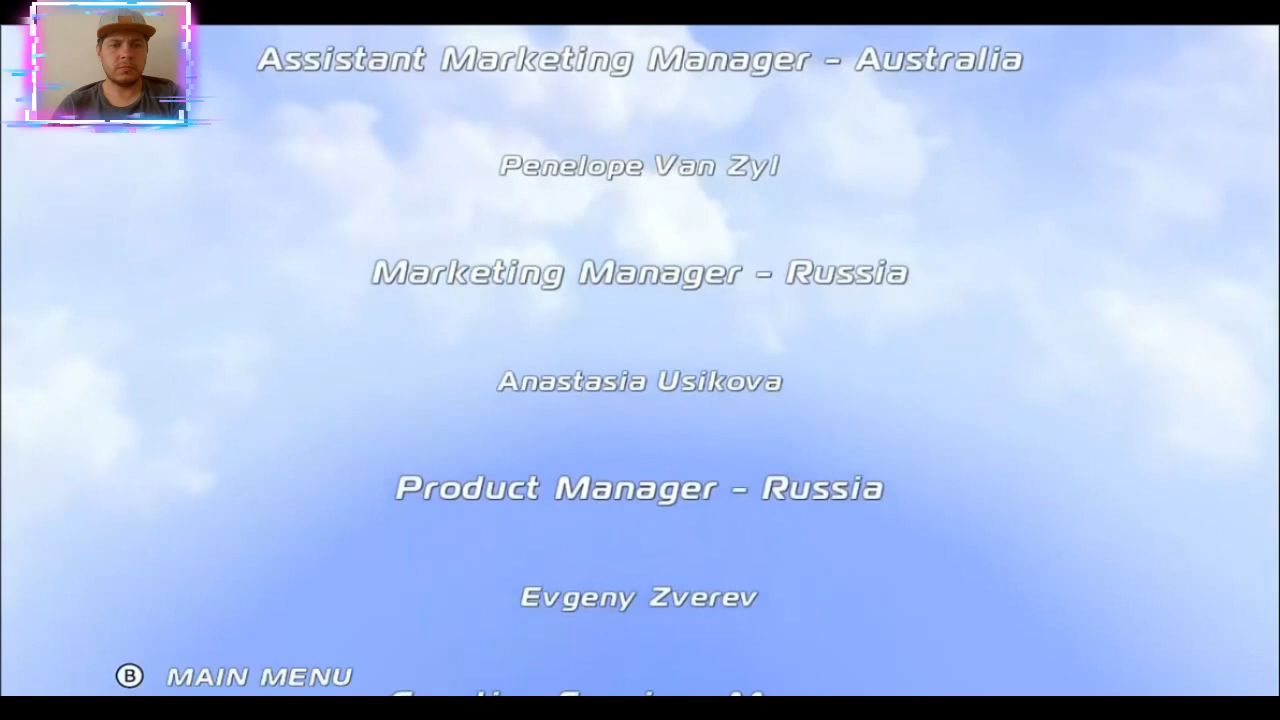 Assistant Marketing Manager - Australia
Penelope Van Zyl
Marketing Manager - Russia
Anastasia Usikova
Product Manager - Russia
Evgeny Zverev
B MAIN MENU